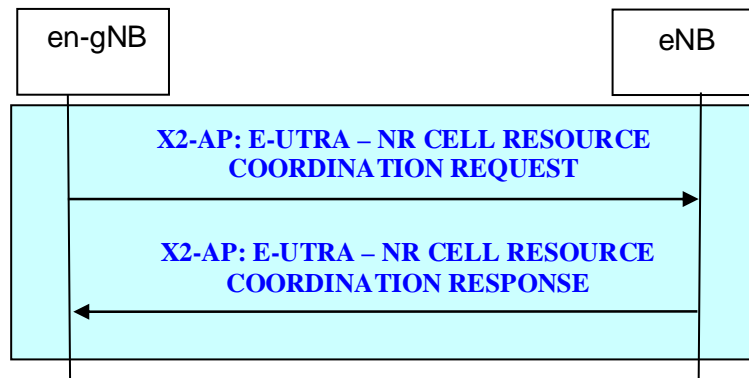 en-gNB
eNB
X2-AP: E-UTRA – NR CELL RESOURCE
COORDINATION REQUEST
X2-AP: E-UTRA – NR CELL RESOURCE
COORDINATION RESPONSE